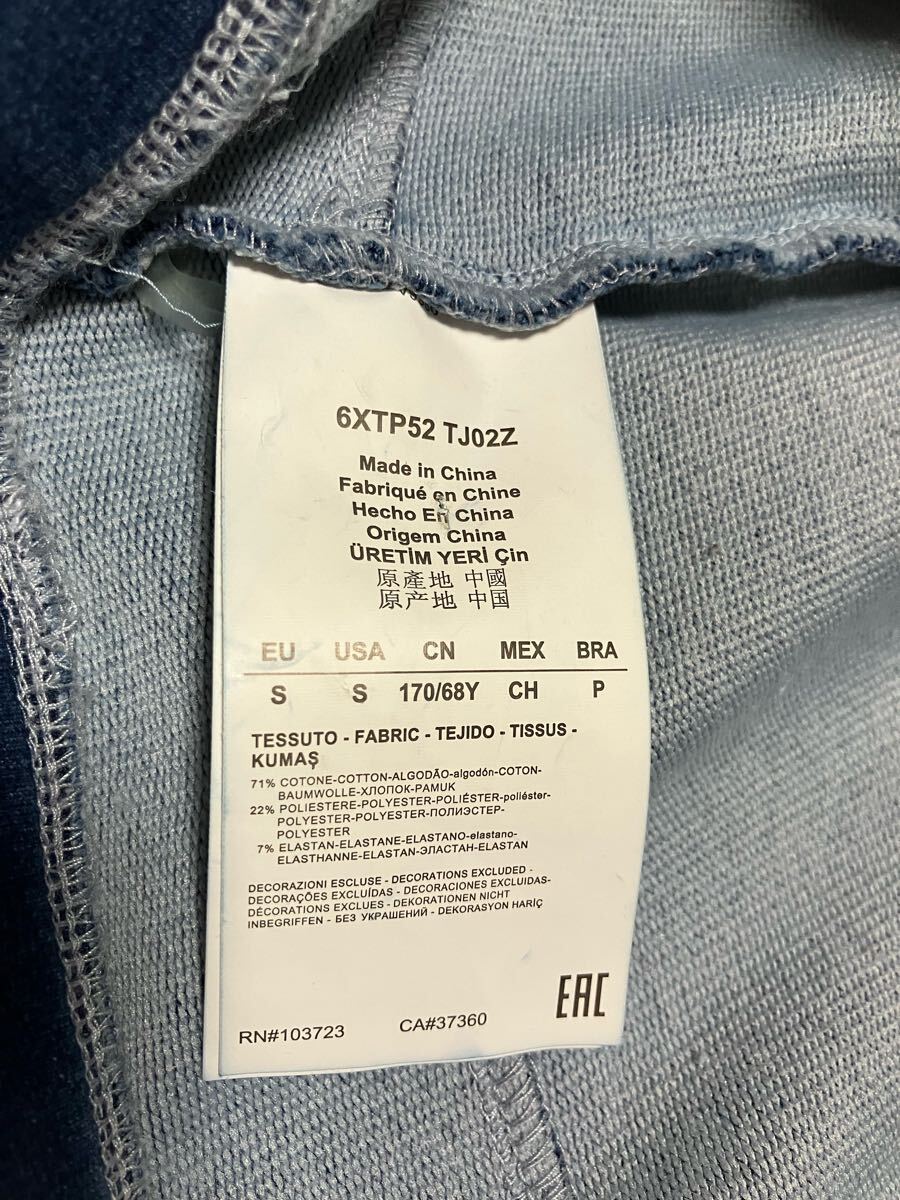 6XTP52 TJ02Z
Made in China
Fabriqué en Chine
Hecho En China
Origem China
ÜRETİM YERİ Çin
原產地 中國
原产地 中国
EU USA CN MEX BRA
S S 170/68Y CH P
TESSUTO - FABRIC - TEJIDO - TISSUS -
KUMAŞ
71% COTONE-COTTON-ALGODÃO-algodón-COTON-
BAUMWOLLE-ХЛОПОК-PAMUK
22% POLIESTERE-POLYESTER-POLIÉSTER-poliéster-
POLYESTER-POLYESTER-ПОЛИЭСТЕР-
POLYESTER
7% ELASTAN-ELASTANE-ELASTANO-elastano-
ELASTHANNE-ELASTAN-ЭЛАСТАН-ELASTAN
DECORAZIONI ESCLUSE - DECORATIONS EXCLUDED -
DECORAÇÕES EXCLUÍDAS - DECORACIONES EXCLUIDAS-
DÉCORATIONS EXCLUES - DEKORATIONEN NICHT
INBEGRIFFEN - БЕЗ УКРАШЕНИЙ - DEKORASYON HARİÇ
EAC
RN#103723 CA#37360